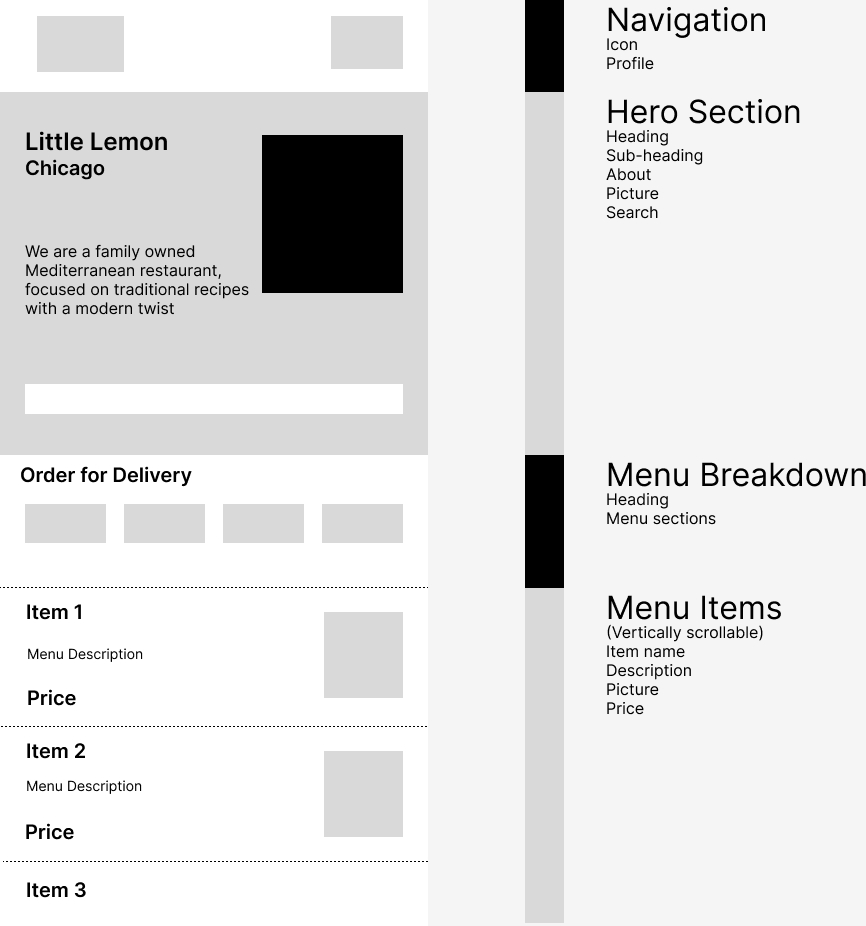 Little Lemon
Chicago
We are a family owned
Mediterranean restaurant,
focused on traditional recipes
with a modern twist
Order for Delivery
Item 1
Menu Description
Price
Item 2
Menu Description
Price
Item 3
Navigation
Icon
Profile
Hero Section
Heading
Sub-heading
About
Picture
Search
Menu Breakdown
Heading
Menu sections
Menu Items
(Vertically scrollable)
Item name
Description
Picture
Price